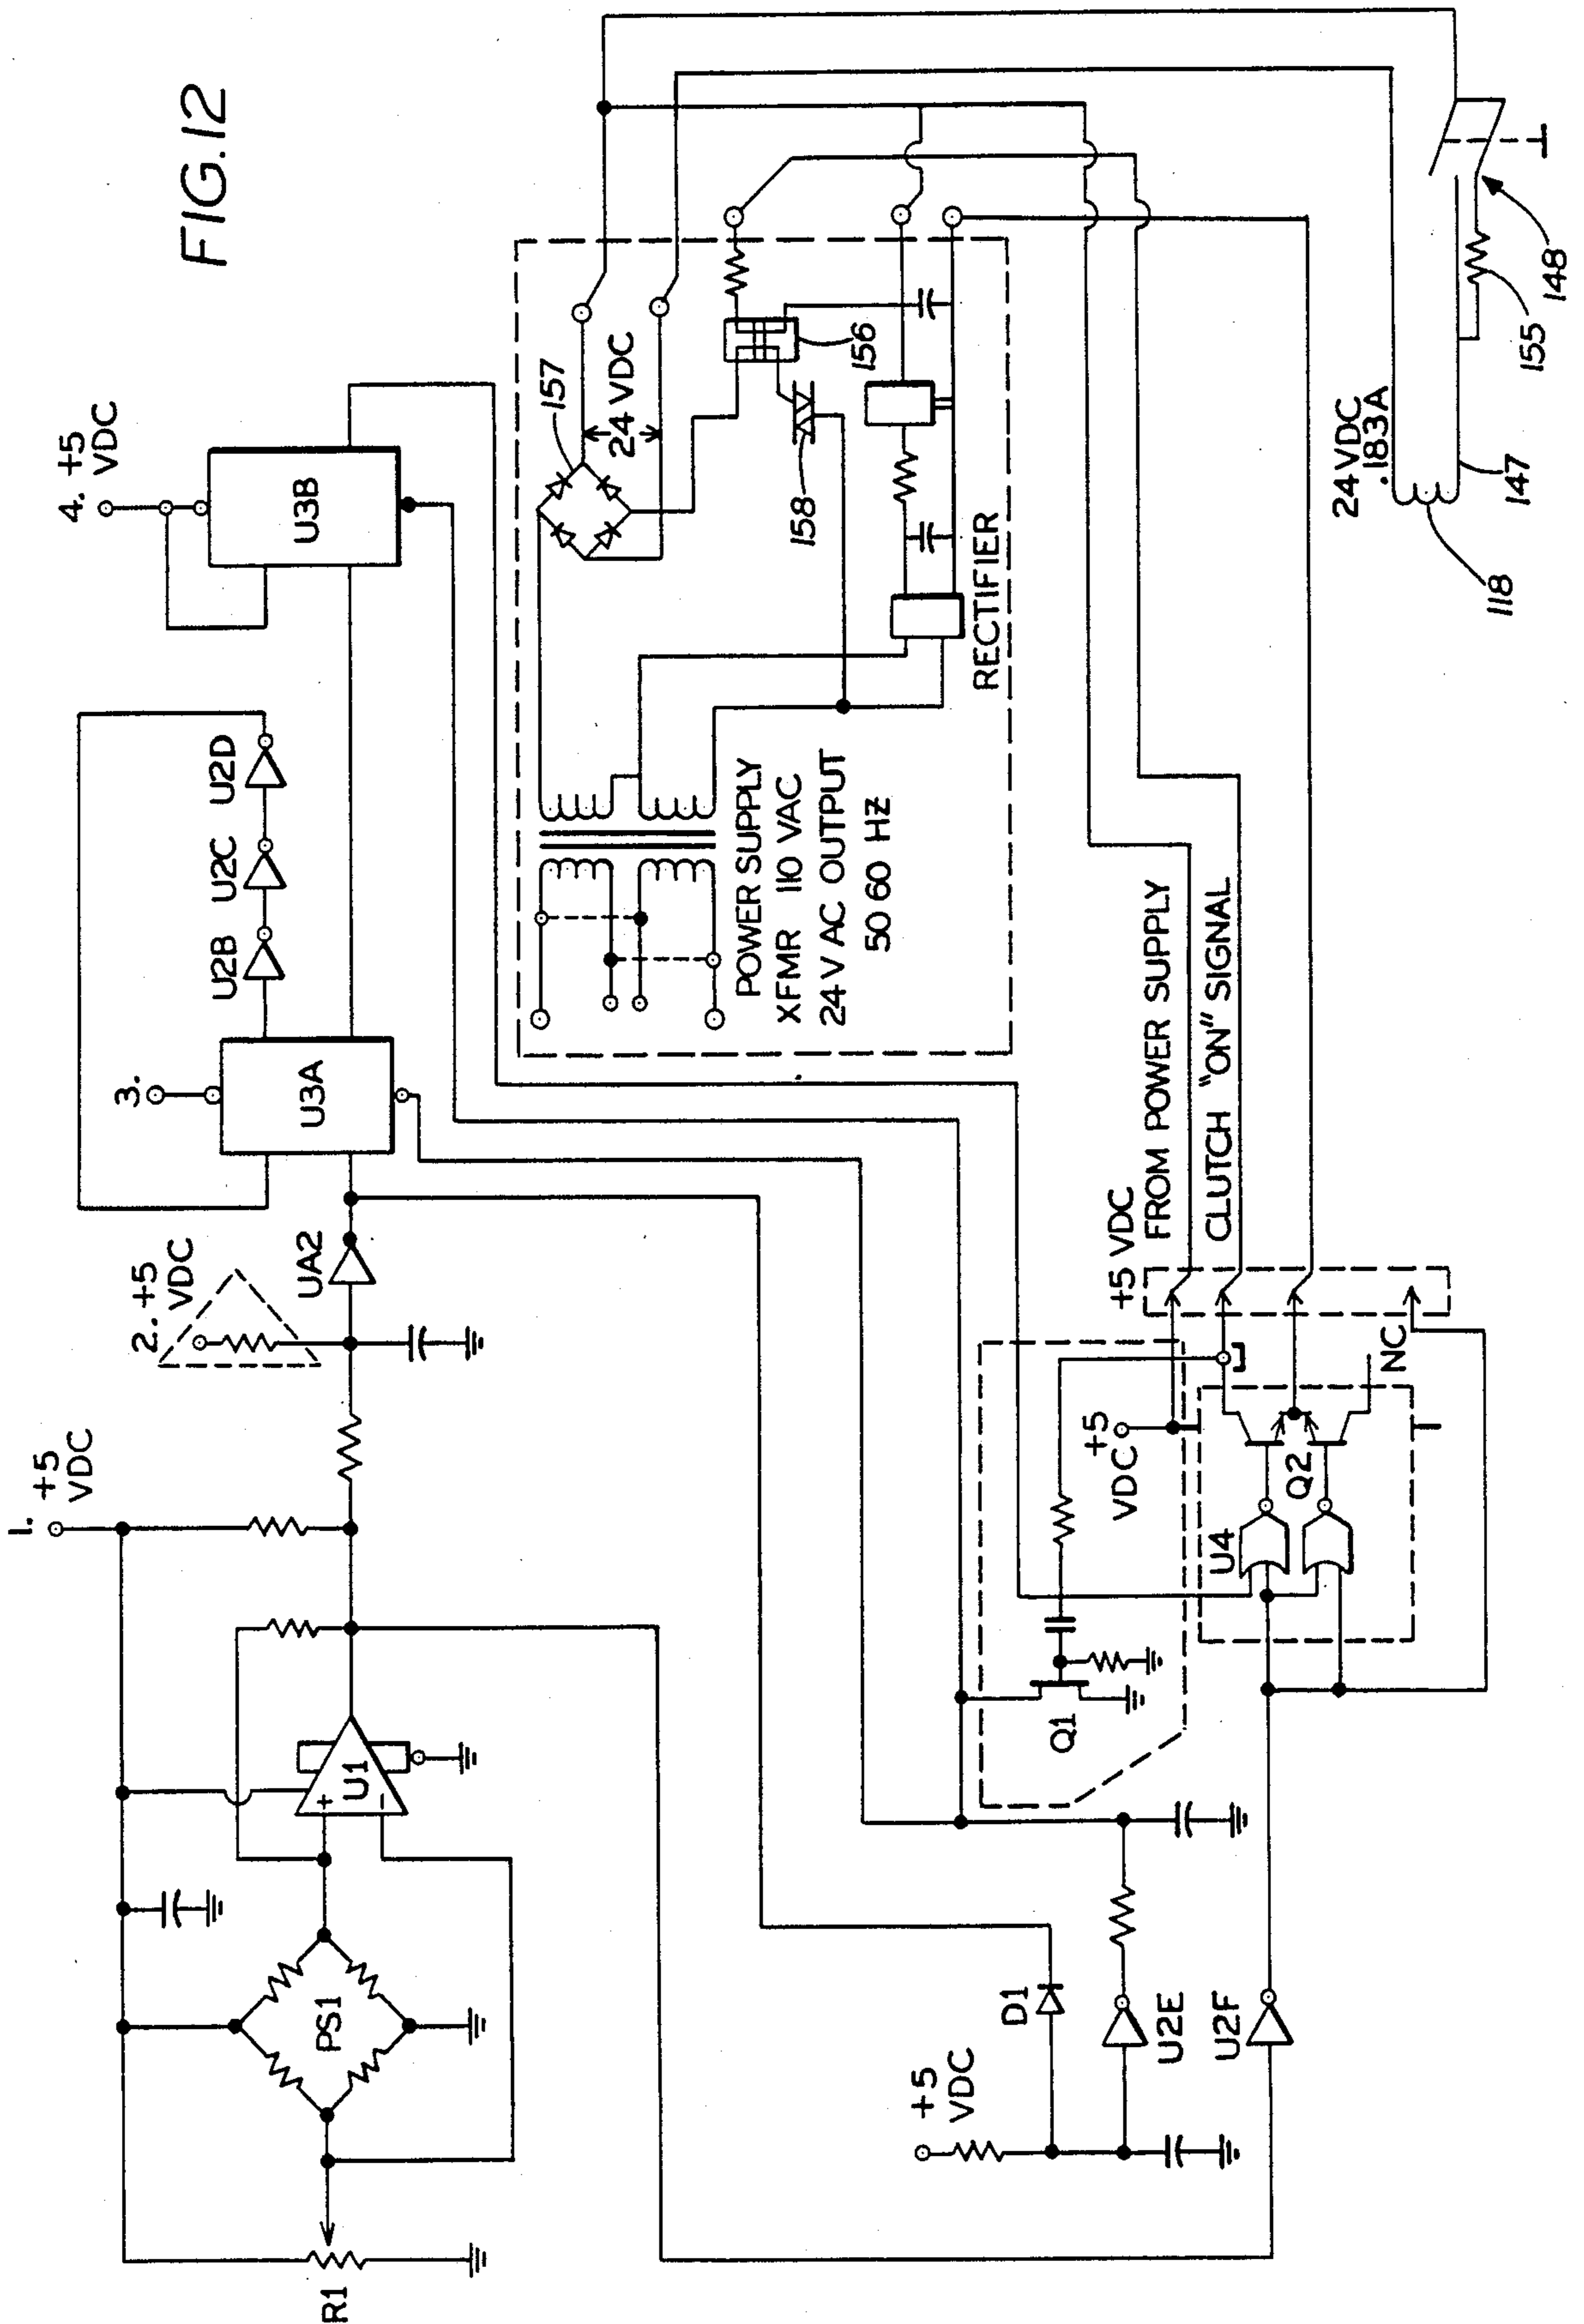 FIG.12
1. +5
VDC
2. +5
VDC
3.
4. +5
VDC
R1
PS1
U1
+
−
UA2
U3A
U2B
U2C
U2D
U3B
157
24 VDC
156
158
RECTIFIER
POWER SUPPLY
XFMR 110 VAC
24 V AC OUTPUT
50 60 HZ
+5
VDC
D1
U2E
U2F
Q1
+5
VDC
U4
Q2
NC
+5 VDC
FROM POWER SUPPLY
CLUTCH "ON" SIGNAL
24 VDC
.183A
118
147
155
148